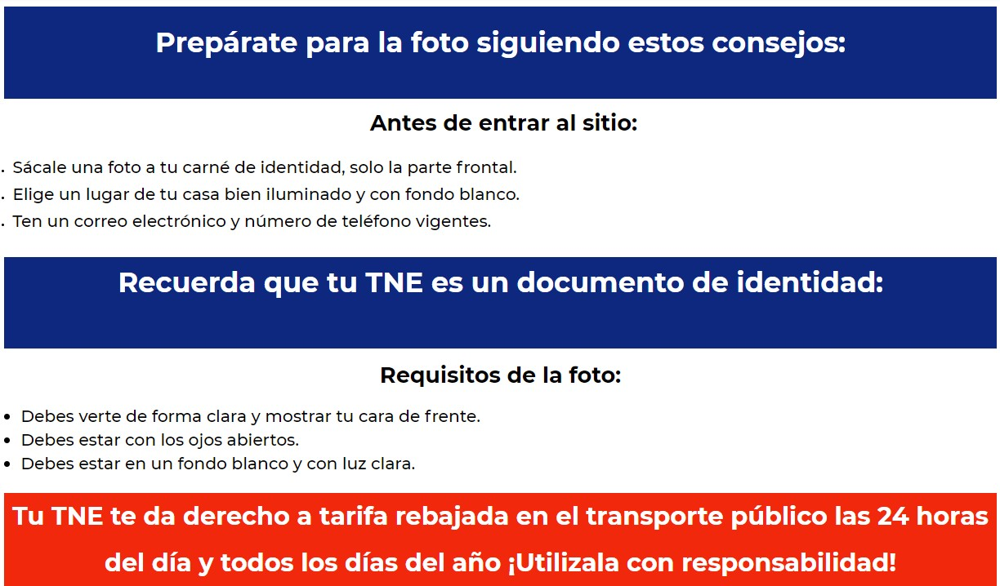 Prepárate para la foto siguiendo estos consejos:
Antes de entrar al sitio:
. Sácale una foto a tu carné de identidad, solo la parte frontal.
. Elige un lugar de tu casa bien iluminado y con fondo blanco.
. Ten un correo electrónico y número de teléfono vigentes.
Recuerda que tu TNE es un documento de identidad:
Requisitos de la foto:
• Debes verte de forma clara y mostrar tu cara de frente.
• Debes estar con los ojos abiertos.
• Debes estar en un fondo blanco y con luz clara.
Tu TNE te da derecho a tarifa rebajada en el transporte público las 24 horas
del día y todos los días del año ¡Utilizala con responsabilidad!